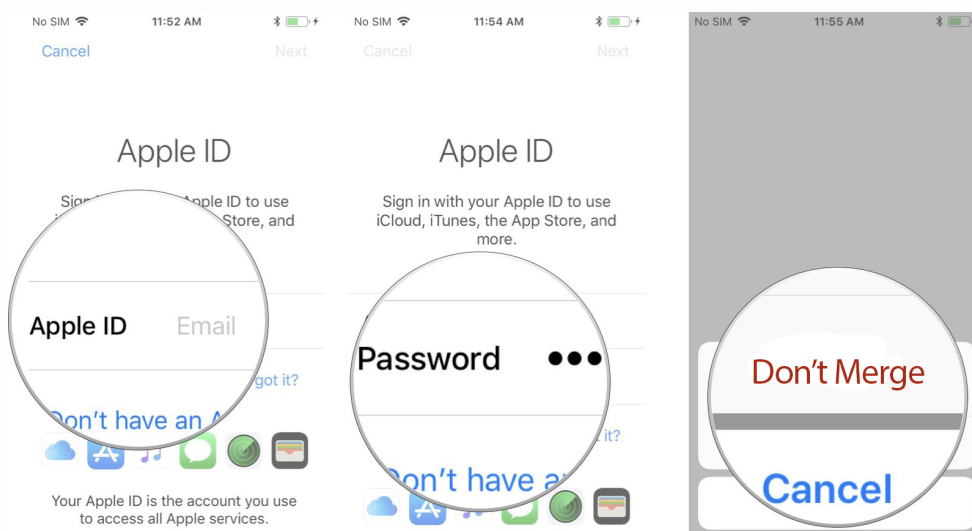 No SIM 11:52 AM
Cancel Next
Apple ID
Apple ID to use
Store, and
Apple ID Email
got it?
Don't have an A
Your Apple ID is the account you use
to access all Apple services.
No SIM 11:54 AM
Cancel Next
Apple ID
Sign in with your Apple ID to use
iCloud, iTunes, the App Store, and
more.
Password •••
it?
Don't have a
No SIM 11:55 AM
Don't Merge
Cancel